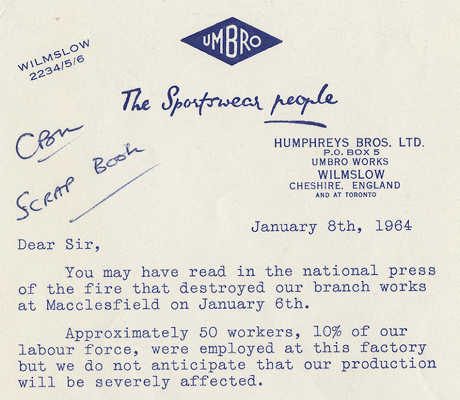 UMBRO
WILMSLOW
2234/5/6
The Sportswear people
SCRAP BOOK
HUMPHREYS BROS. LTD.
P.O. BOX 5
UMBRO WORKS
WILMSLOW
CHESHIRE, ENGLAND
AND AT TORONTO
January 8th, 1964
Dear Sir,
You may have read in the national press
of the fire that destroyed our branch works
at Macclesfield on January 6th.
Approximately 50 workers, 10% of our
labour force, were employed at this factory
but we do not anticipate that our production
will be severely affected.